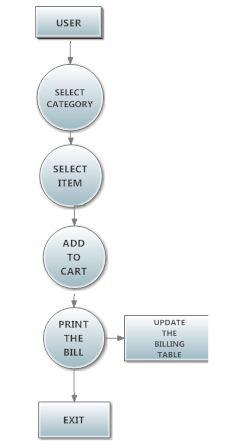 USER
SELECT
CATEGORY
SELECT
ITEM
ADD
TO
CART
PRINT
THE
BILL
UPDATE
THE
BILLING
TABLE
EXIT